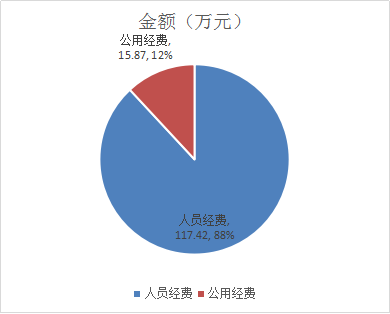 金额（万元）
公用经费,
15.87, 12%
人员经费,
117.42, 88%
人员经费 公用经费